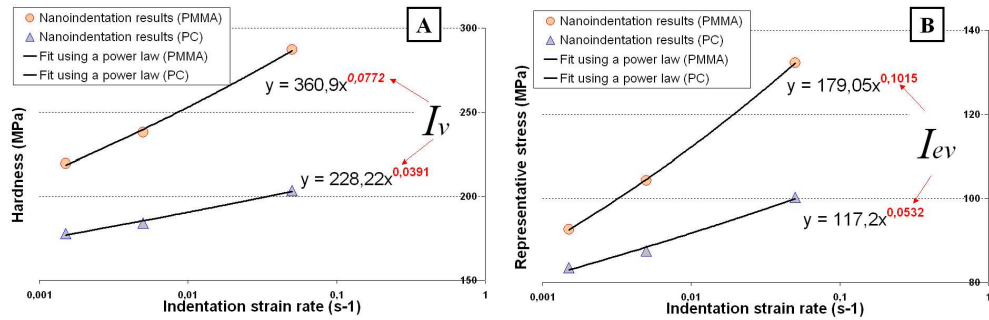 Nanoindentation results (PMMA)
Nanoindentation results (PC)
Fit using a power law (PMMA)
Fit using a power law (PC)
A
300
250
200
150
Hardness (MPa)
y = 360,9x^0,0772
I_v
y = 228,22x^0,0391
0,001
0,01
0,1
1
Indentation strain rate (s-1)
Nanoindentation results (PMMA)
Nanoindentation results (PC)
Fit using a power law (PMMA)
Fit using a power law (PC)
B
140
120
100
80
Representative stress (MPa)
y = 179,05x^0,1015
I_ev
y = 117,2x^0,0532
0,001
0,01
0,1
1
Indentation strain rate (s-1)